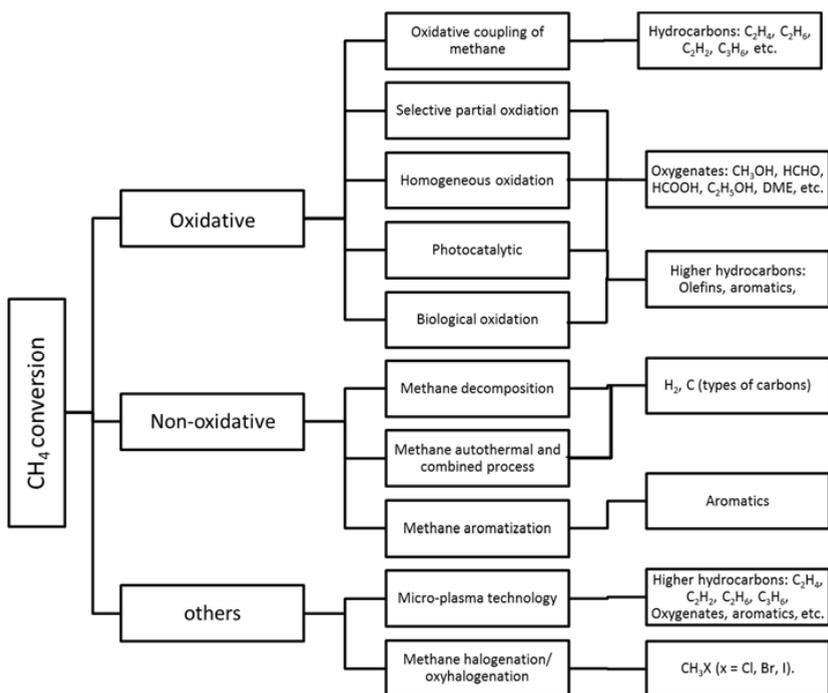 CH₄ conversion
Oxidative
Non-oxidative
others
Oxidative coupling of
methane
Selective partial oxdiation
Homogeneous oxidation
Photocatalytic
Biological oxidation
Methane decomposition
Methane autothermal and
combined process
Methane aromatization
Micro-plasma technology
Methane halogenation/
oxyhalogenation
Hydrocarbons: C₂H₄, C₂H₆,
C₂H₂, C₃H₆, etc.
Oxygenates: CH₃OH, HCHO,
HCOOH, C₂H₅OH, DME, etc.
Higher hydrocarbons:
Olefins, aromatics,
H₂, C (types of carbons)
Aromatics
Higher hydrocarbons: C₂H₄,
C₂H₂, C₂H₆, C₃H₆,
Oxygenates, aromatics, etc.
CH₃X (x = Cl, Br, I).